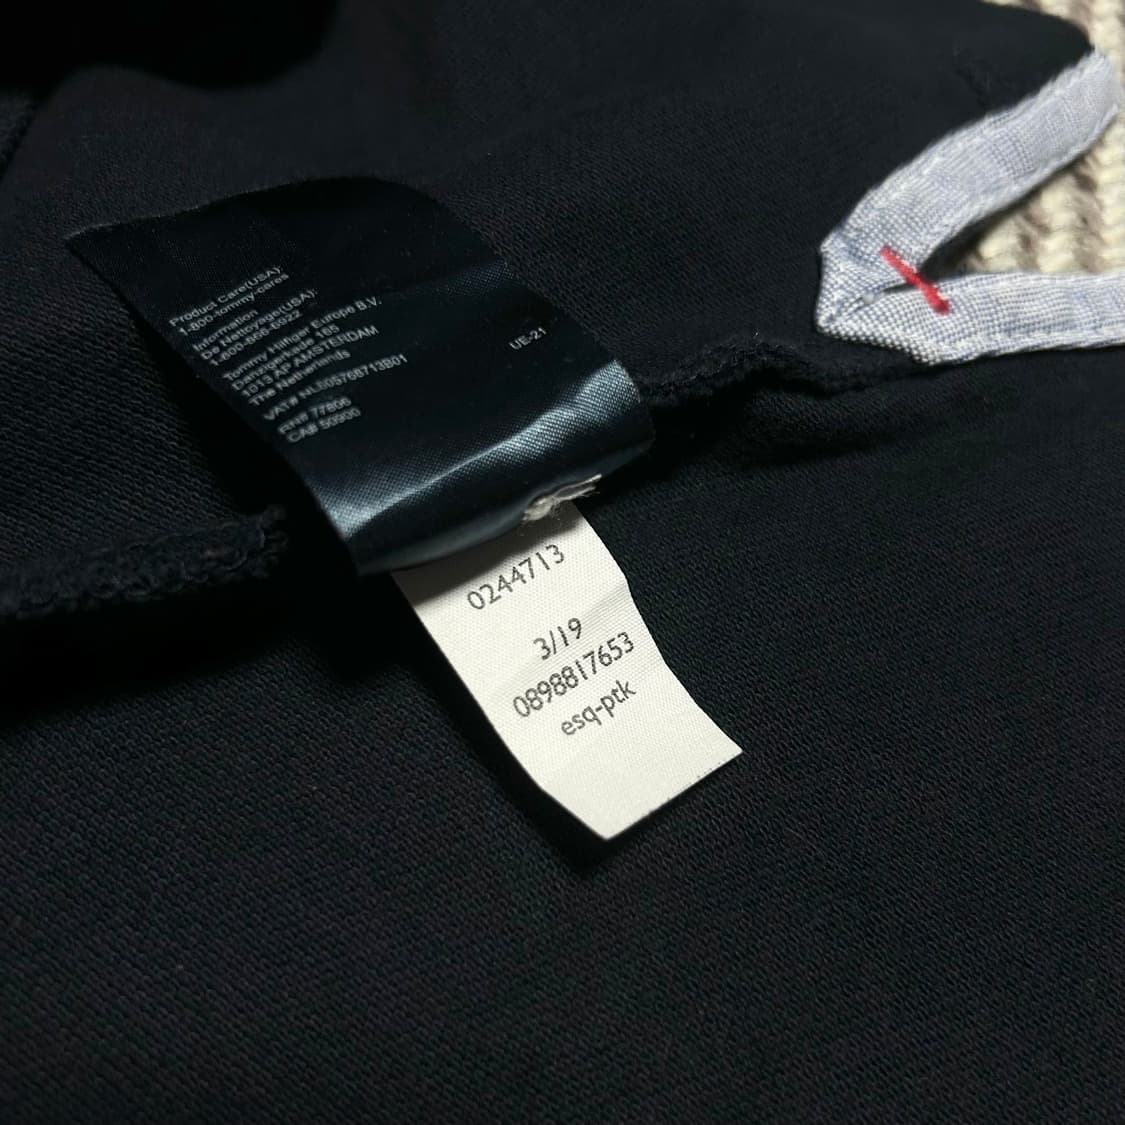 Product Care(USA):
1-800-tommy-cares
Information
De Nettoyage(USA):
1-800-866-6922
Tommy Hilfiger Europe B.V.
Danzigerkade 165
1013 AP AMSTERDAM
The Netherlands
VAT# NL005768713B01
RN# 77806
CA# 50900
UE-21
0244713
3/19
0898817653
esq-ptk